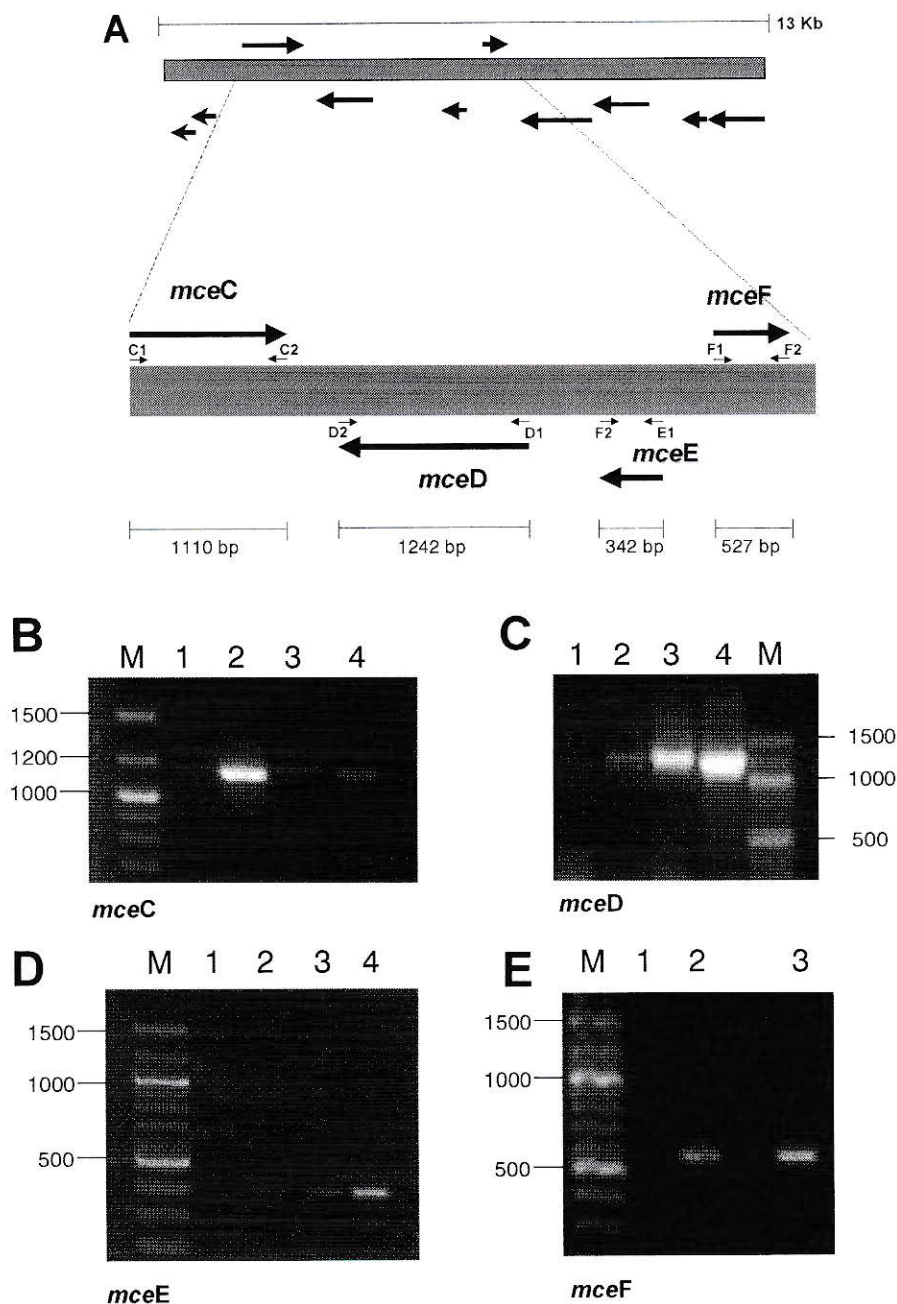 A
13 Kb
mceC
mceF
C1
C2
F1
F2
D2
D1
F2
E1
mceD
mceE
1110 bp
1242 bp
342 bp
527 bp
B
M 1 2 3 4
1500
1200
1000
mceC
C
1 2 3 4 M
1500
1000
500
mceD
D
M 1 2 3 4
1500
1000
500
mceE
E
M 1 2 3
1500
1000
500
mceF